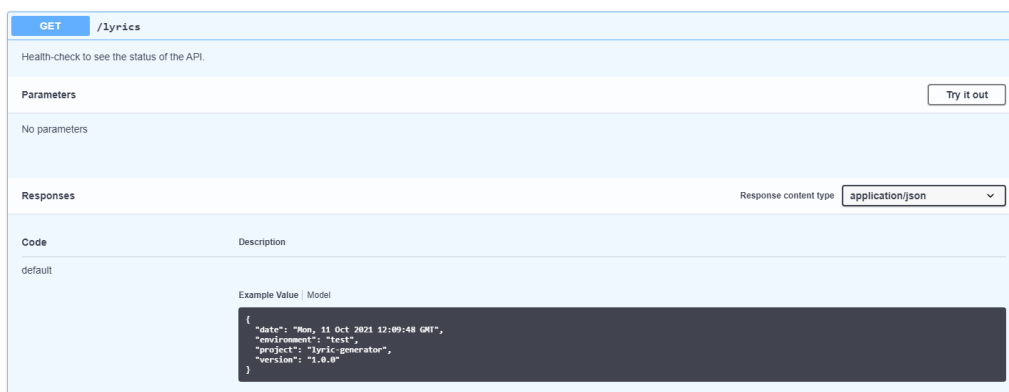 GET /lyrics
Health-check to see the status of the API.
Parameters Try it out
No parameters
Responses Response content type application/json
Code Description
default
Example Value Model
{
"date": "Mon, 11 Oct 2021 12:09:48 GMT",
"environment": "test",
"project": "lyric-generator",
"version": "1.0.0"
}